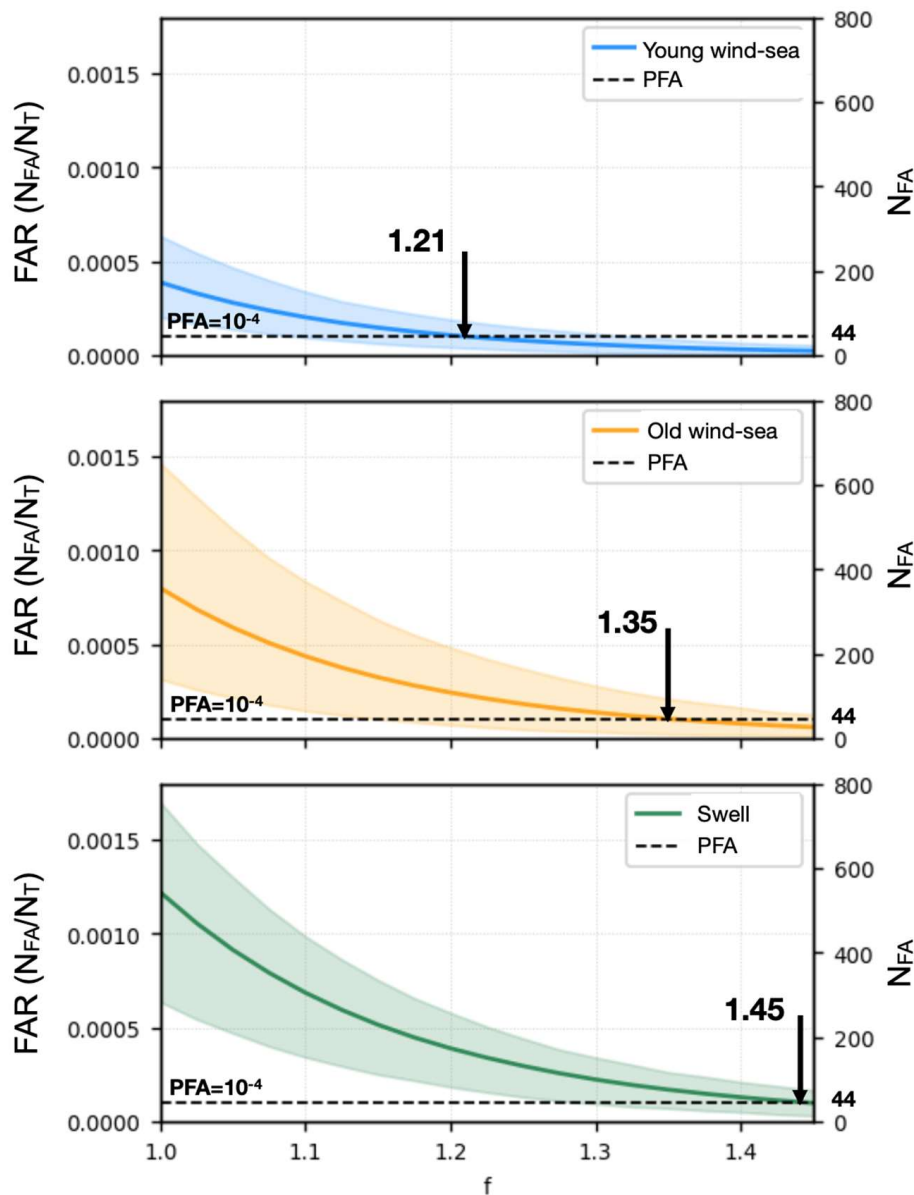 800
Young wind-sea
0.0015
PFA
600
FAR (NFA/NT)
0.0010
400
NFA
1.21
0.0005
200
PFA=10-4
44
0.0000
0
800
Old wind-sea
0.0015
PFA
600
FAR (NFA/NT)
0.0010
400
NFA
1.35
0.0005
200
PFA=10-4
44
0.0000
0
800
Swell
0.0015
PFA
600
FAR (NFA/NT)
0.0010
400
NFA
1.45
0.0005
200
PFA=10-4
44
0.0000
0
1.0 1.1 1.2 1.3 1.4
f